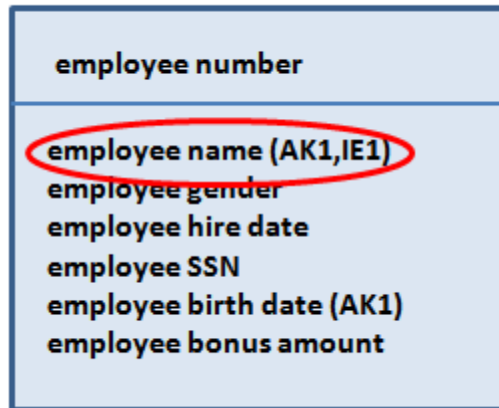 employee number
employee name (AK1,IE1)
employee gender
employee hire date
employee SSN
employee birth date (AK1)
employee bonus amount